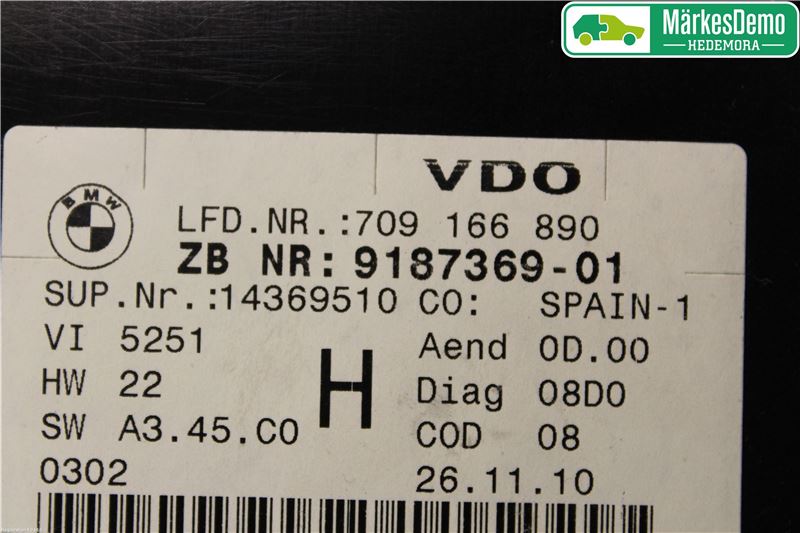 MärkesDemo
HEDEMORA
VDO
BMW
LFD.NR.:709 166 890
ZB NR: 9187369-01
SUP.Nr.:14369510 CO: SPAIN-1
VI 5251 Aend 0D.00
HW 22 H Diag 08D0
SW A3.45.C0 COD 08
0302 26.11.10